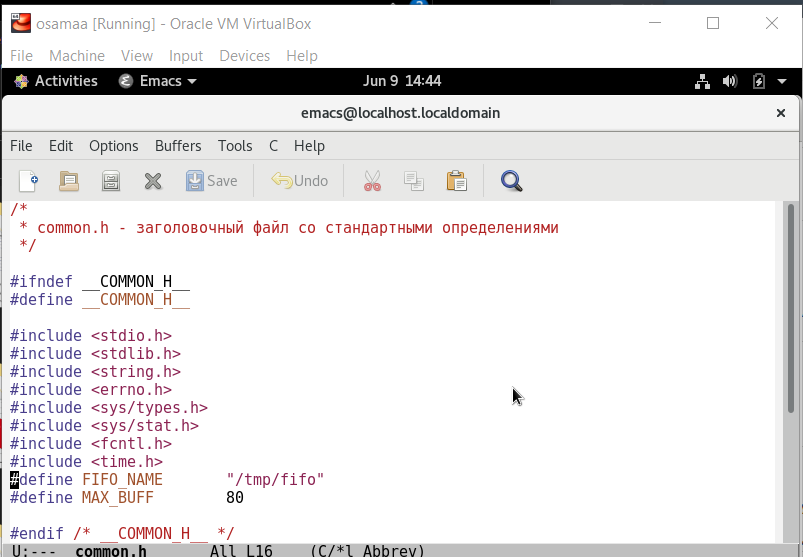 osamaa [Running] - Oracle VM VirtualBox
File Machine View Input Devices Help
Activities Emacs Jun 9 14:44
emacs@localhost.localdomain
File Edit Options Buffers Tools C Help
Save Undo
/*
 * common.h - заголовочный файл со стандартными определениями
 */
#ifndef __COMMON_H__
#define __COMMON_H__
#include <stdio.h>
#include <stdlib.h>
#include <string.h>
#include <errno.h>
#include <sys/types.h>
#include <sys/stat.h>
#include <fcntl.h>
#include <time.h>
#define FIFO_NAME "/tmp/fifo"
#define MAX_BUFF 80
#endif /* __COMMON_H__ */
U:--- common.h All L16 (C/*l Abbrev)